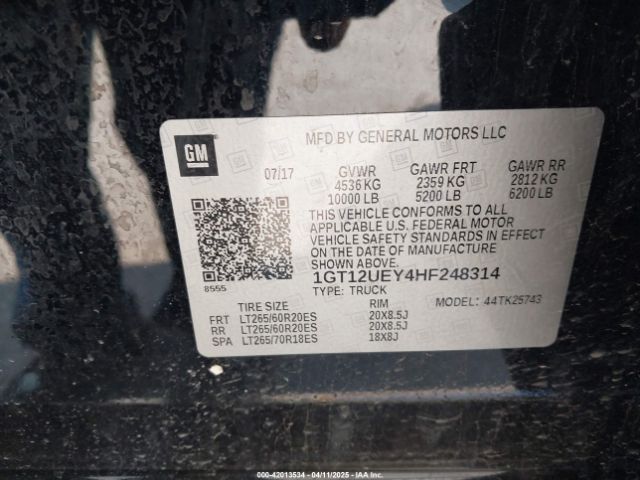 GM
MFD BY GENERAL MOTORS LLC
07/17 GVWR GAWR FRT GAWR RR
4536 KG 2359 KG 2812 KG
10000 LB 5200 LB 6200 LB
THIS VEHICLE CONFORMS TO ALL
APPLICABLE U.S. FEDERAL MOTOR
VEHICLE SAFETY STANDARDS IN EFFECT
ON THE DATE OF MANUFACTURE
SHOWN ABOVE.
8555
1GT12UEY4HF248314
TYPE: TRUCK
TIRE SIZE RIM MODEL: 44TK25743
FRT LT265/60R20ES 20X8.5J
RR LT265/60R20ES 20X8.5J
SPA LT265/70R18ES 18X8J
000-42013534 - 04/11/2025 - IAA Inc.